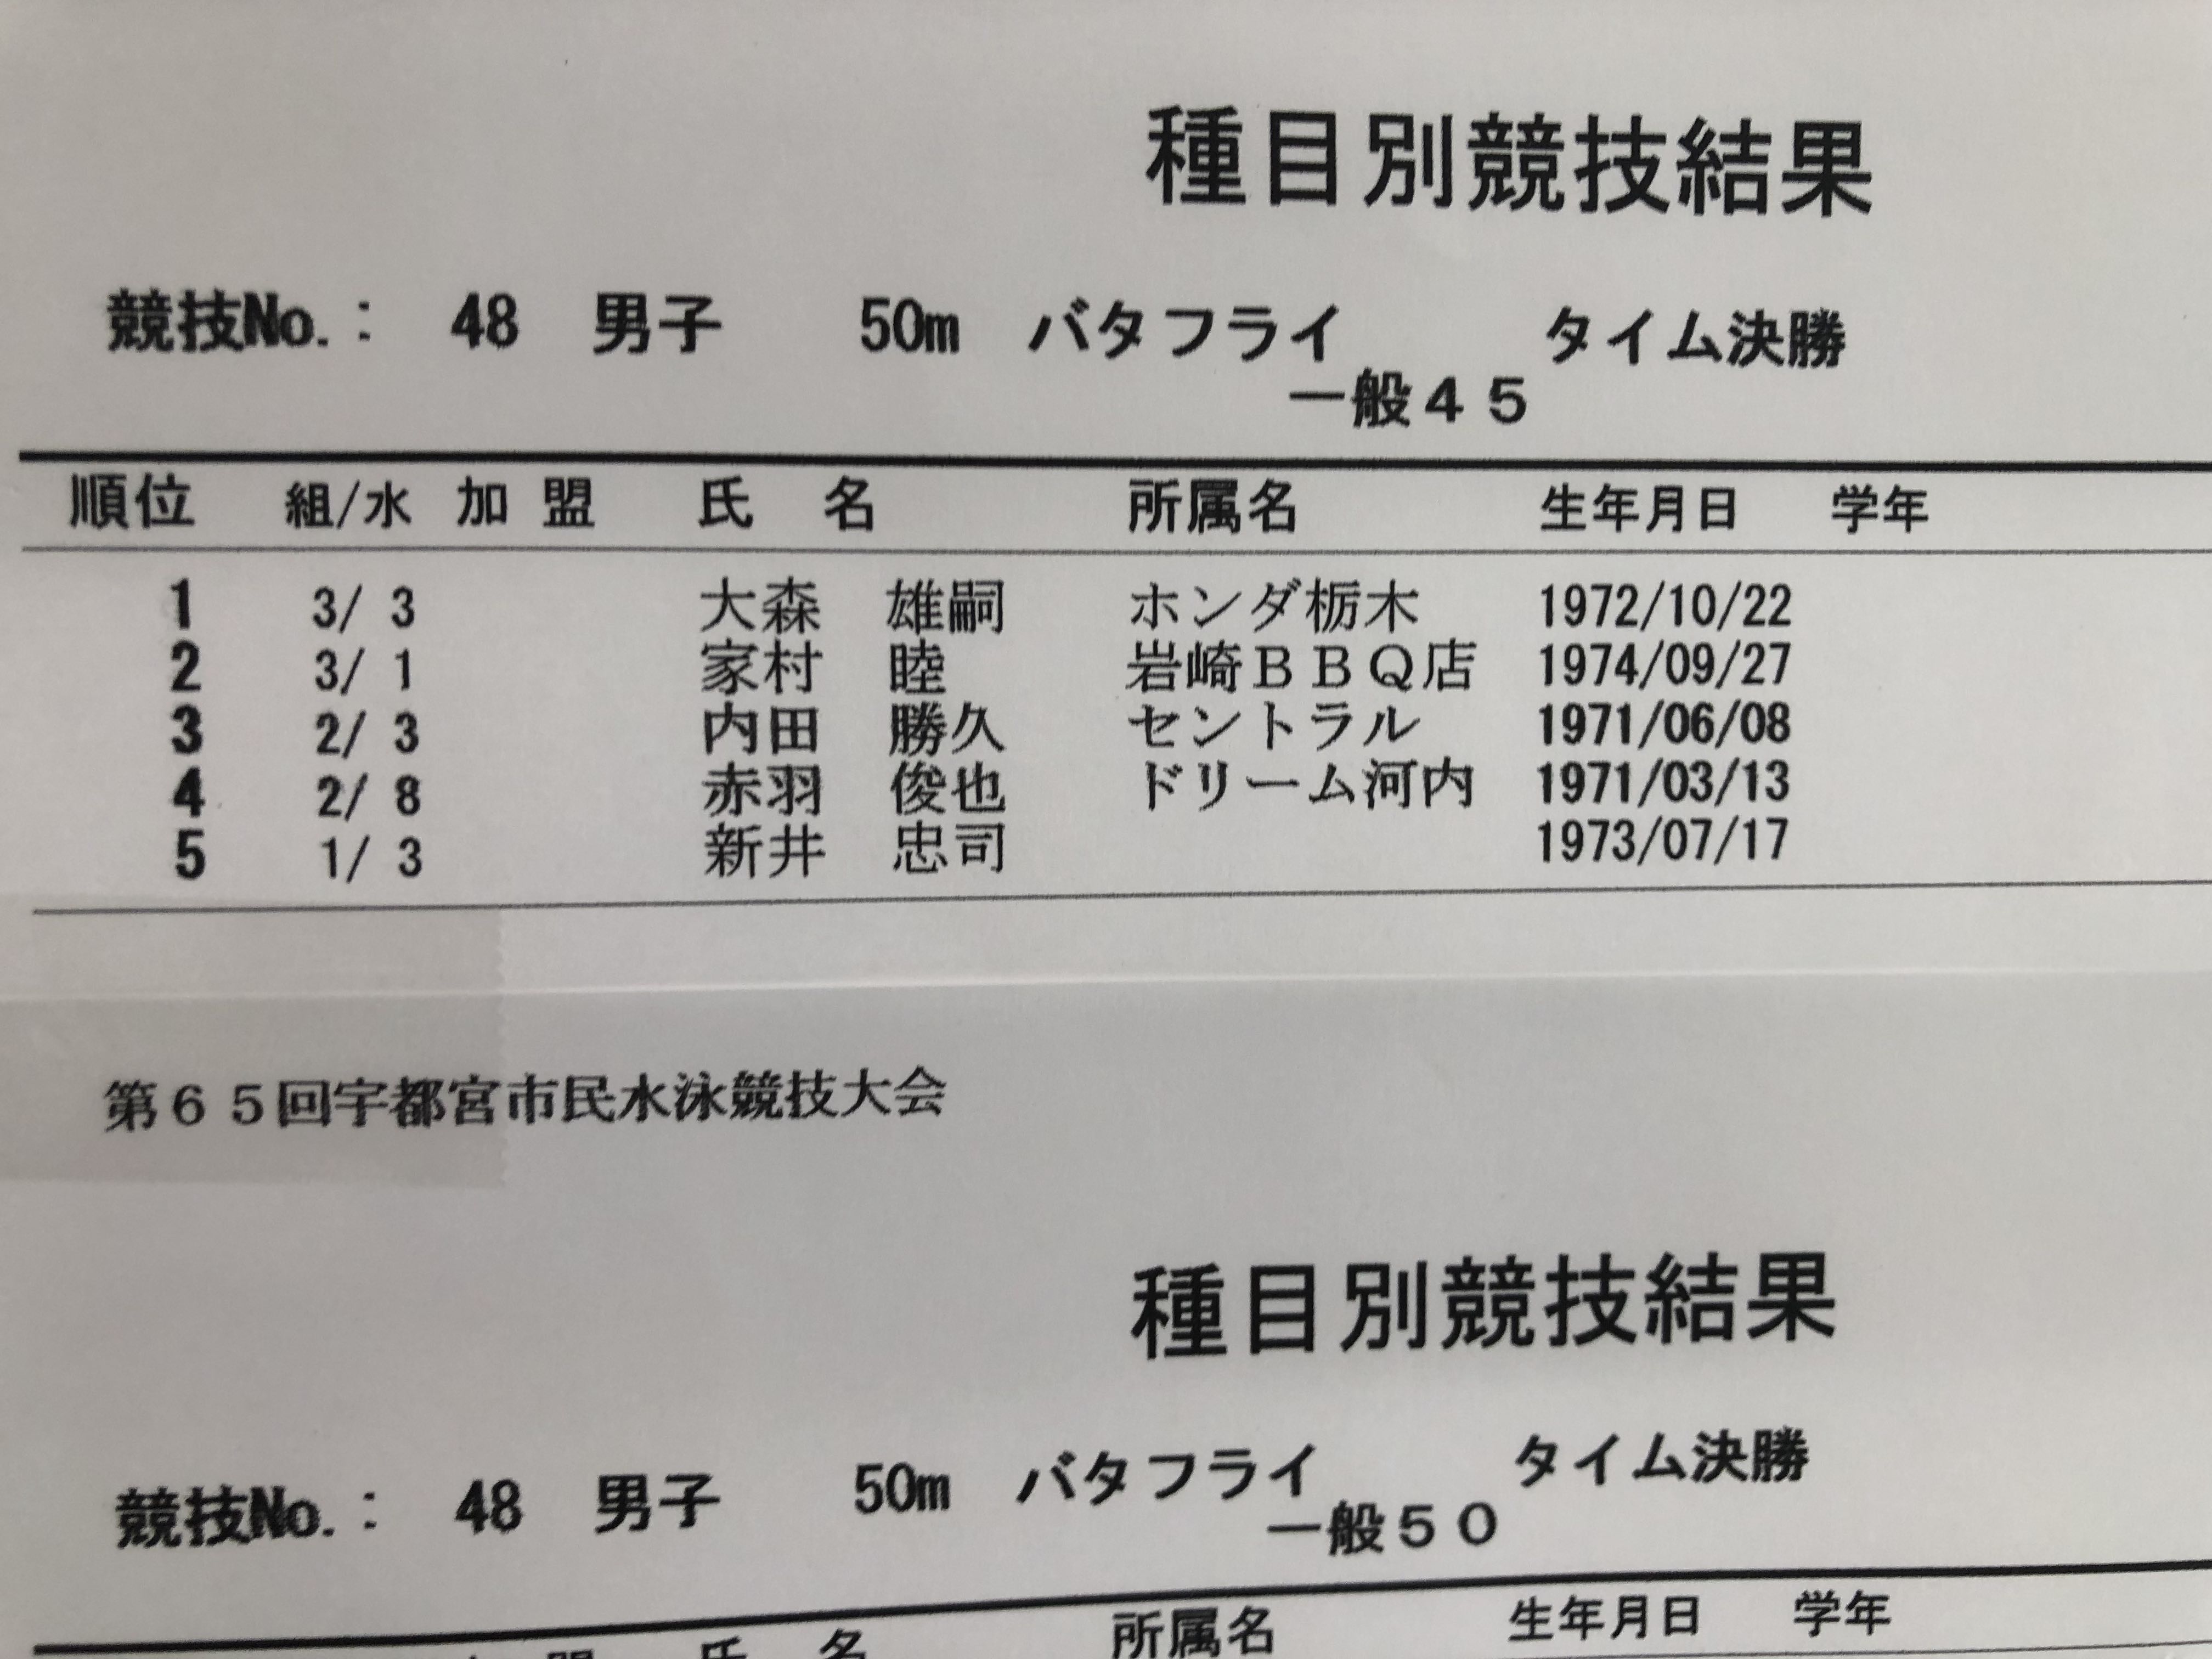 種目別競技結果
競技No.: 48 男子 50m バタフライ タイム決勝
一般45
順位 組/水 加盟 氏名 所属名 生年月日 学年
1 3/ 3 大森 雄嗣 ホンダ栃木 1972/10/22
2 3/ 1 家村 睦 岩崎BBQ店 1974/09/27
3 2/ 3 内田 勝久 セントラル 1971/06/08
4 2/ 8 赤羽 俊也 ドリーム河内 1971/03/13
5 1/ 3 新井 忠司 1973/07/17
第65回宇都宮市民水泳競技大会
種目別競技結果
競技No.: 48 男子 50m バタフライ タイム決勝
一般50
氏名 所属名 生年月日 学年